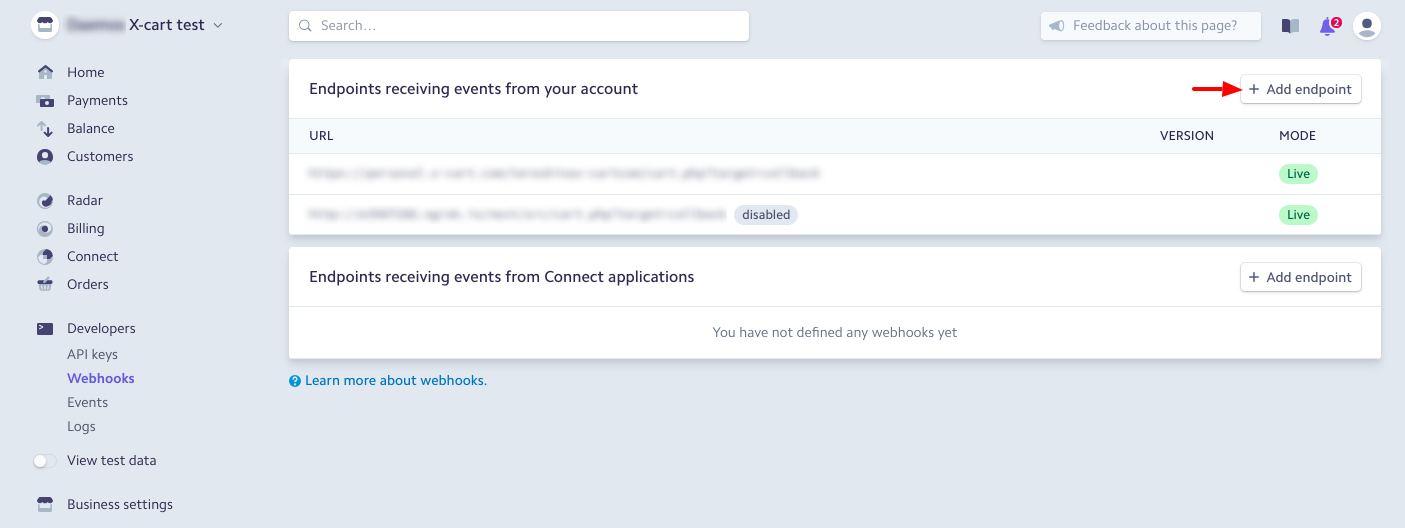 X-cart test
Search...
Feedback about this page?
2
Home
Payments
Balance
Customers
Radar
Billing
Connect
Orders
Developers
API keys
Webhooks
Events
Logs
View test data
Business settings
Endpoints receiving events from your account
+ Add endpoint
URL VERSION MODE
Live
disabled Live
Endpoints receiving events from Connect applications
+ Add endpoint
You have not defined any webhooks yet
? Learn more about webhooks.